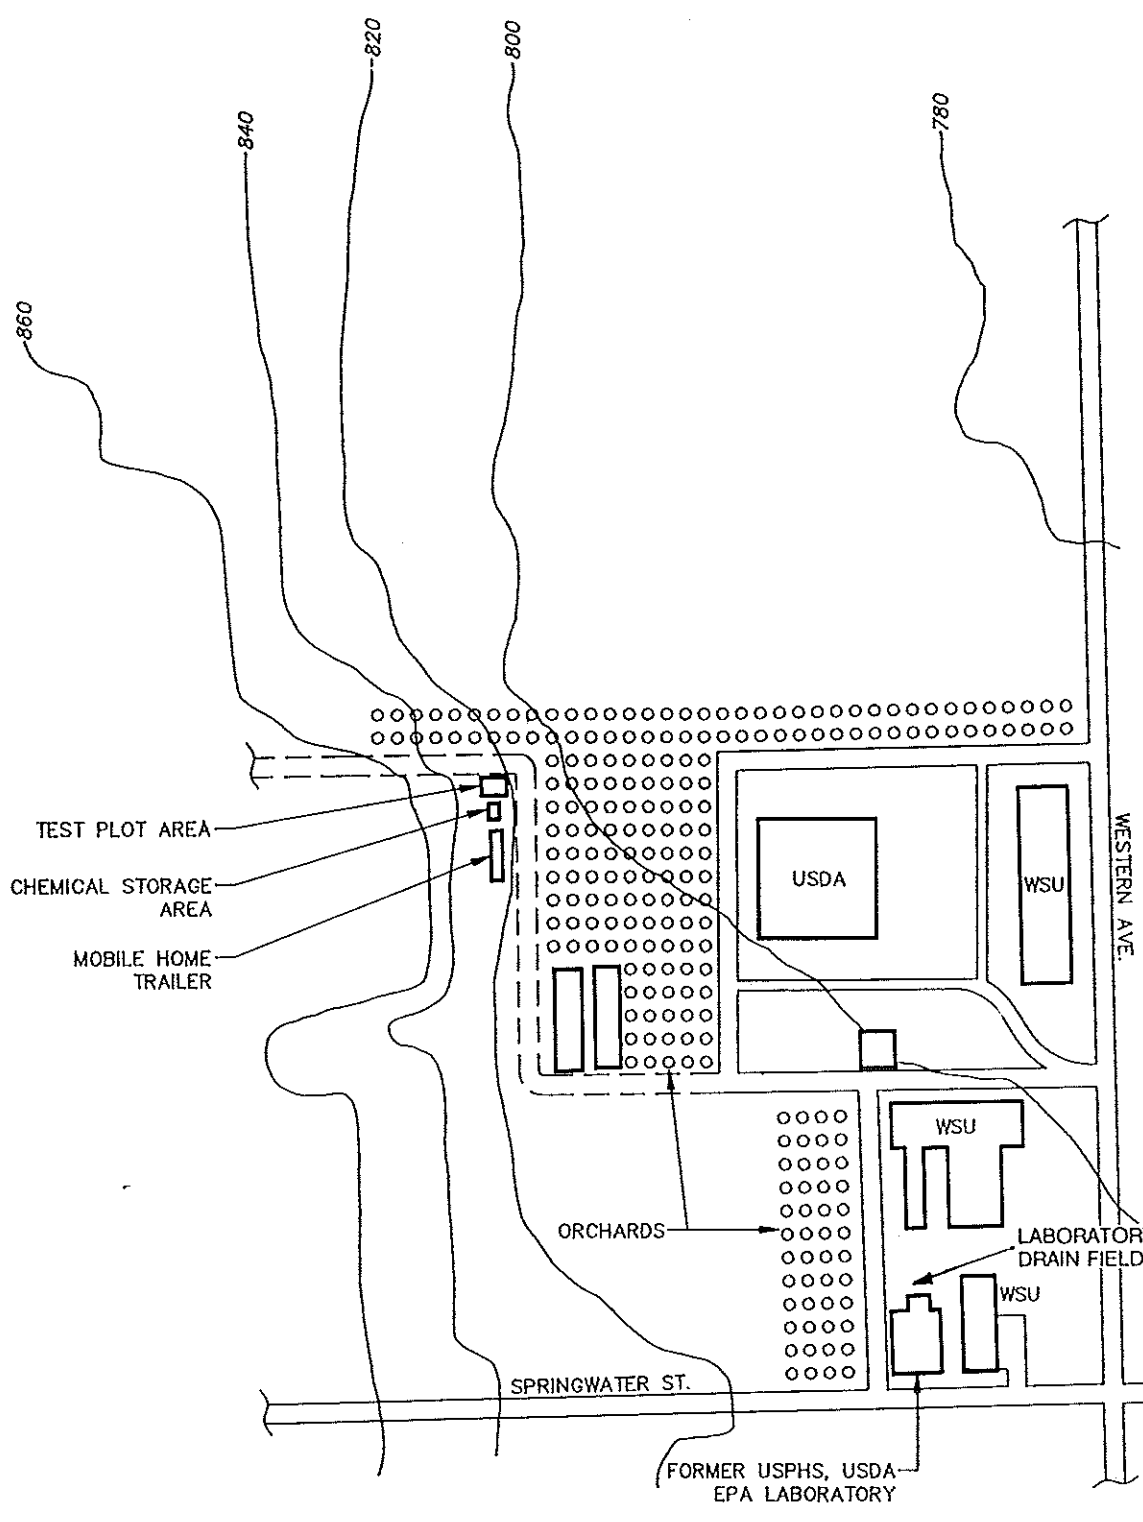 820
800
780
840
860
TEST PLOT AREA
CHEMICAL STORAGE
AREA
MOBILE HOME
TRAILER
USDA
WSU
WESTERN AVE.
WSU
ORCHARDS
LABORATOR
DRAIN FIELD
WSU
SPRINGWATER ST.
FORMER USPHS, USDA
EPA LABORATORY